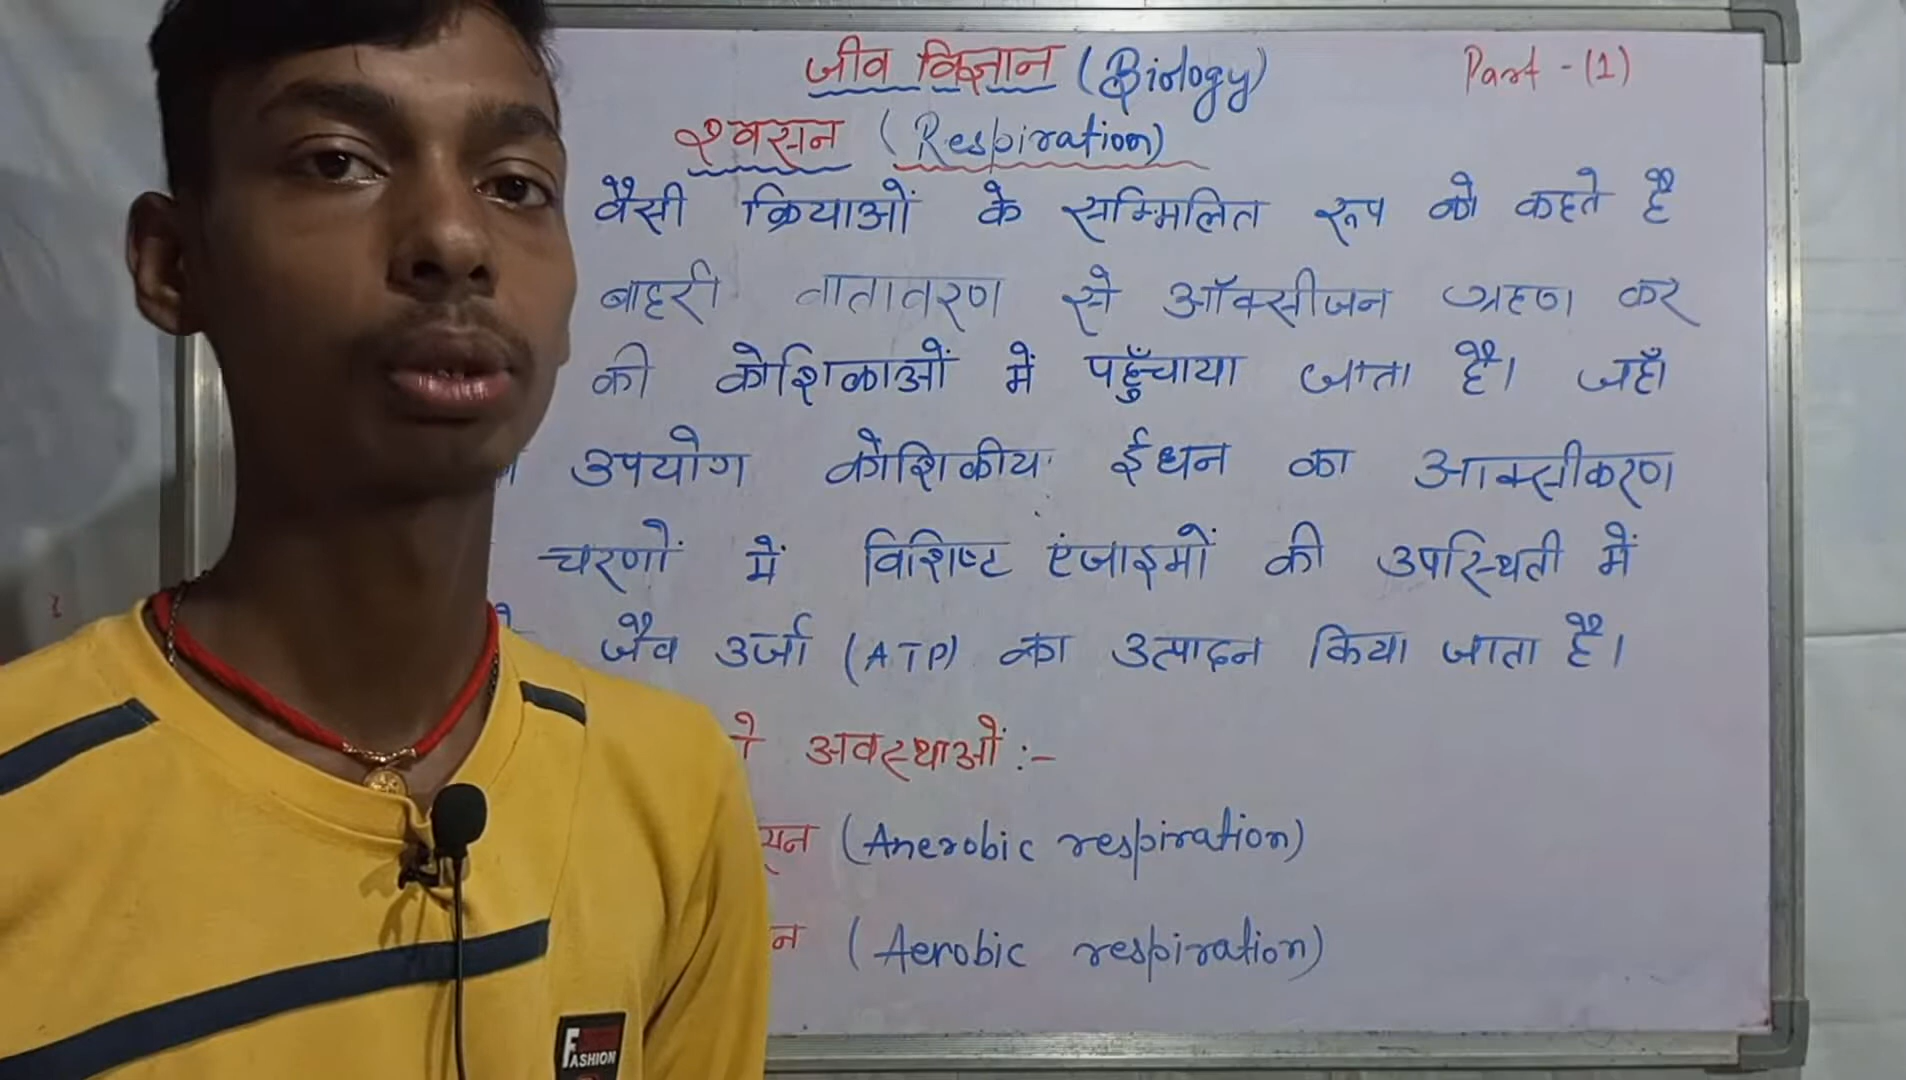 जीव विज्ञान (Biology)
Part - (1)
श्वसन (Respiration)
वैसी क्रियाओं के सम्मिलित रूप को कहते है
बाहरी वातावरण से ऑक्सीजन ग्रहण कर
की कोशिकाओं में पहुँचाया जाता है। जहाँ
उपयोग कोशिकीय ईंधन का आक्सीकरण
चरणों में विशिष्ट एंजाइमों की उपस्थिती में
जैव उर्जा (ATP) का उत्पादन किया जाता है।
अवस्थाओं :-
(Anerobic respiration)
(Aerobic respiration)
FASHION